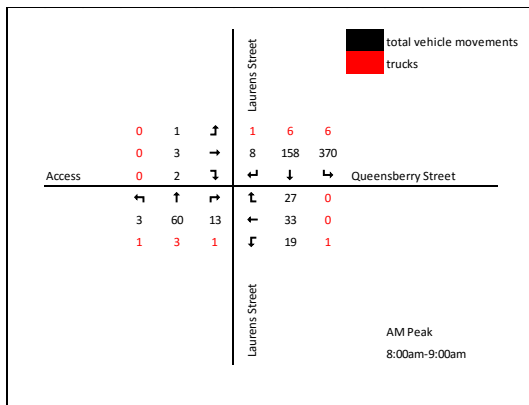 total vehicle movements
trucks
Laurens Street
0 1 ⮥ 1 6 6
0 3 → 8 158 370
Access 0 2 ⮧ ↵ ↓ ↳ Queensberry Street
↰ ↑ ↱ ⮤ 27 0
3 60 13 ← 33 0
1 3 1 ↲ 19 1
Laurens Street
AM Peak
8:00am-9:00am